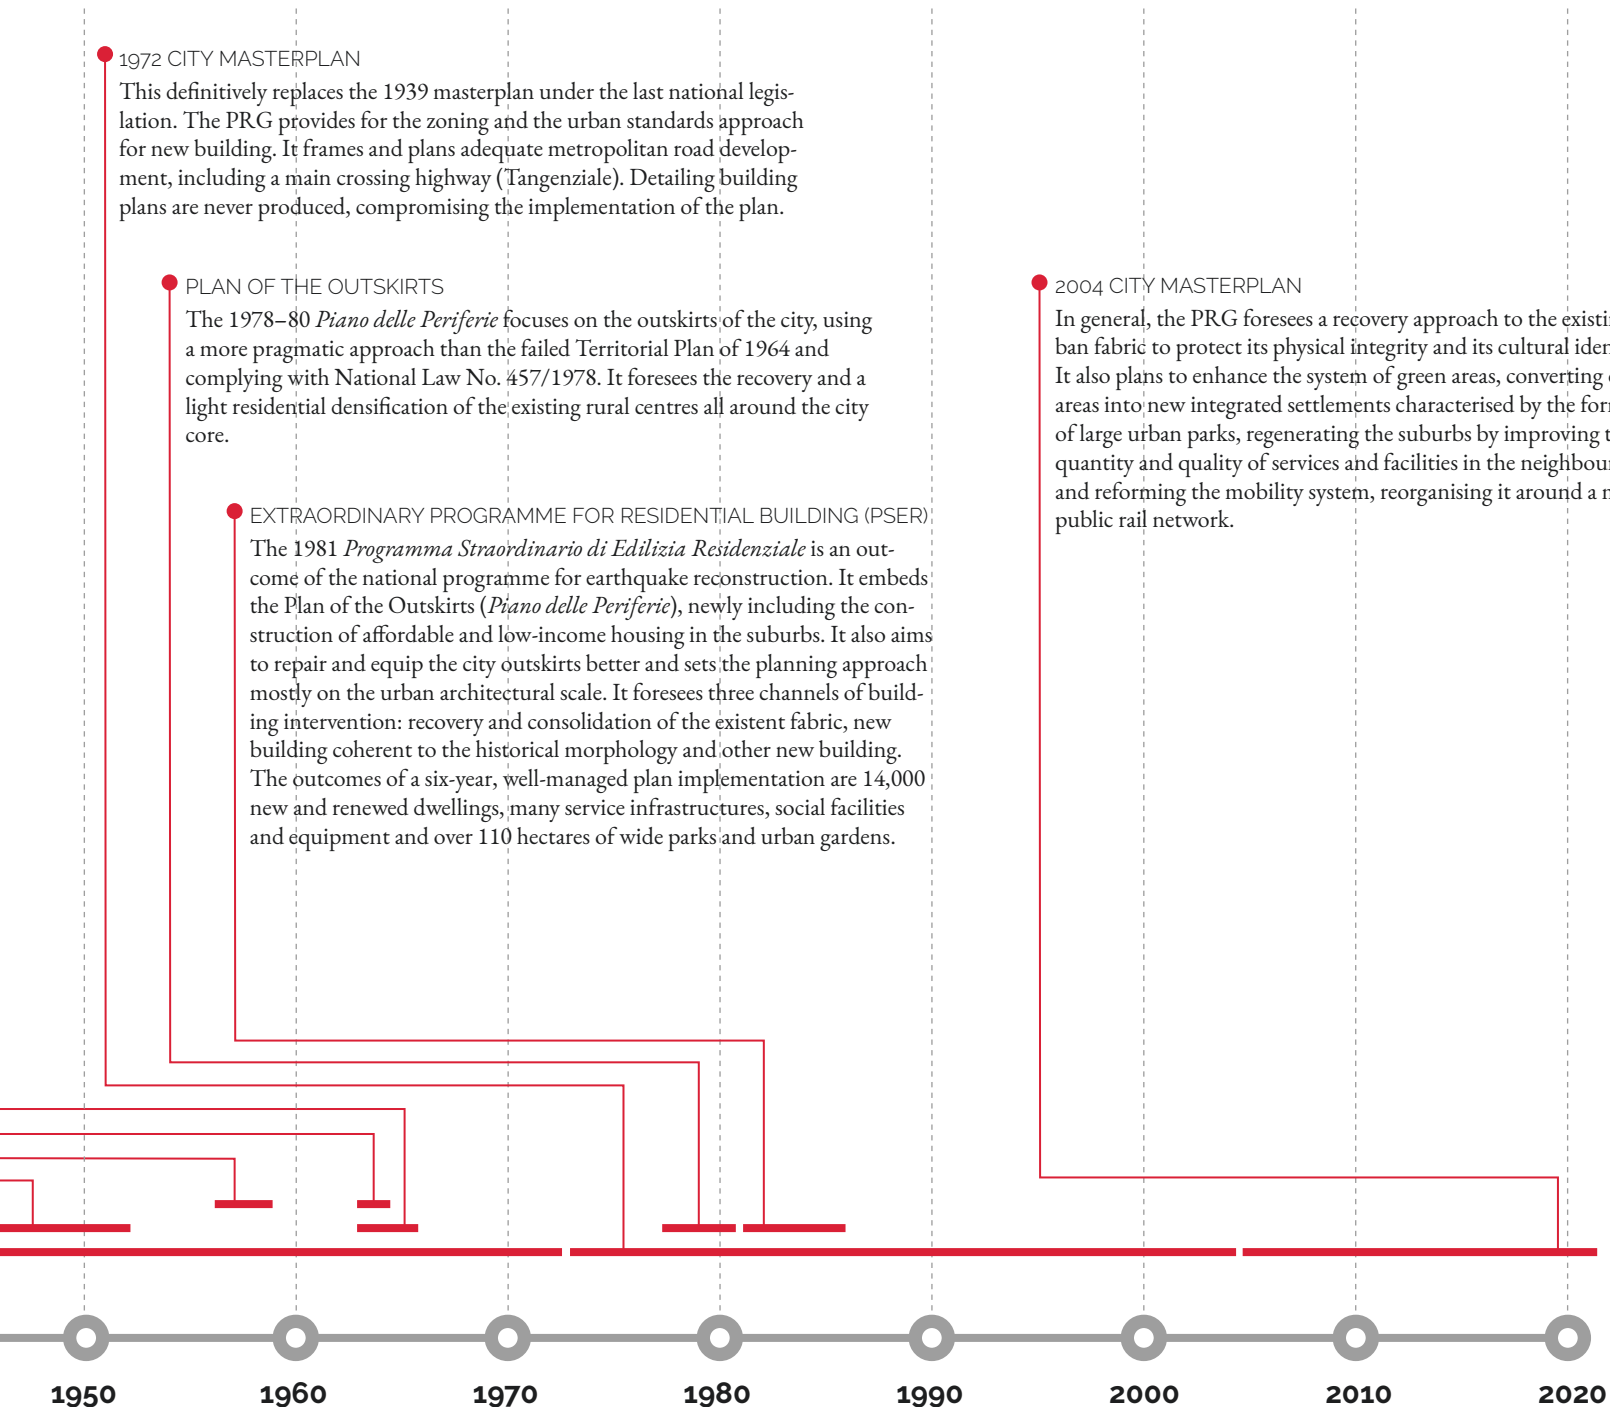 1972 CITY MASTERPLAN
This definitively replaces the 1939 masterplan under the last national legis-
lation. The PRG provides for the zoning and the urban standards approach
for new building. It frames and plans adequate metropolitan road develop-
ment, including a main crossing highway (Tangenziale). Detailing building
plans are never produced, compromising the implementation of the plan.
PLAN OF THE OUTSKIRTS
The 1978–80 Piano delle Periferie focuses on the outskirts of the city, using
a more pragmatic approach than the failed Territorial Plan of 1964 and
complying with National Law No. 457/1978. It foresees the recovery and a
light residential densification of the existing rural centres all around the city
core.
EXTRAORDINARY PROGRAMME FOR RESIDENTIAL BUILDING (PSER)
The 1981 Programma Straordinario di Edilizia Residenziale is an out-
come of the national programme for earthquake reconstruction. It embeds
the Plan of the Outskirts (Piano delle Periferie), newly including the con-
struction of affordable and low-income housing in the suburbs. It also aims
to repair and equip the city outskirts better and sets the planning approach
mostly on the urban architectural scale. It foresees three channels of build-
ing intervention: recovery and consolidation of the existent fabric, new
building coherent to the historical morphology and other new building.
The outcomes of a six-year, well-managed plan implementation are 14,000
new and renewed dwellings, many service infrastructures, social facilities
and equipment and over 110 hectares of wide parks and urban gardens.
2004 CITY MASTERPLAN
In general, the PRG foresees a recovery approach to the
ban fabric to protect its physical integrity and its cultural
It also plans to enhance the system of green areas, converting
areas into new integrated settlements characterised by the
of large urban parks, regenerating the suburbs by improving
quantity and quality of services and facilities in the
and reforming the mobility system, reorganising it around a
public rail network.
1950 1960 1970 1980 1990 2000 2010 2020